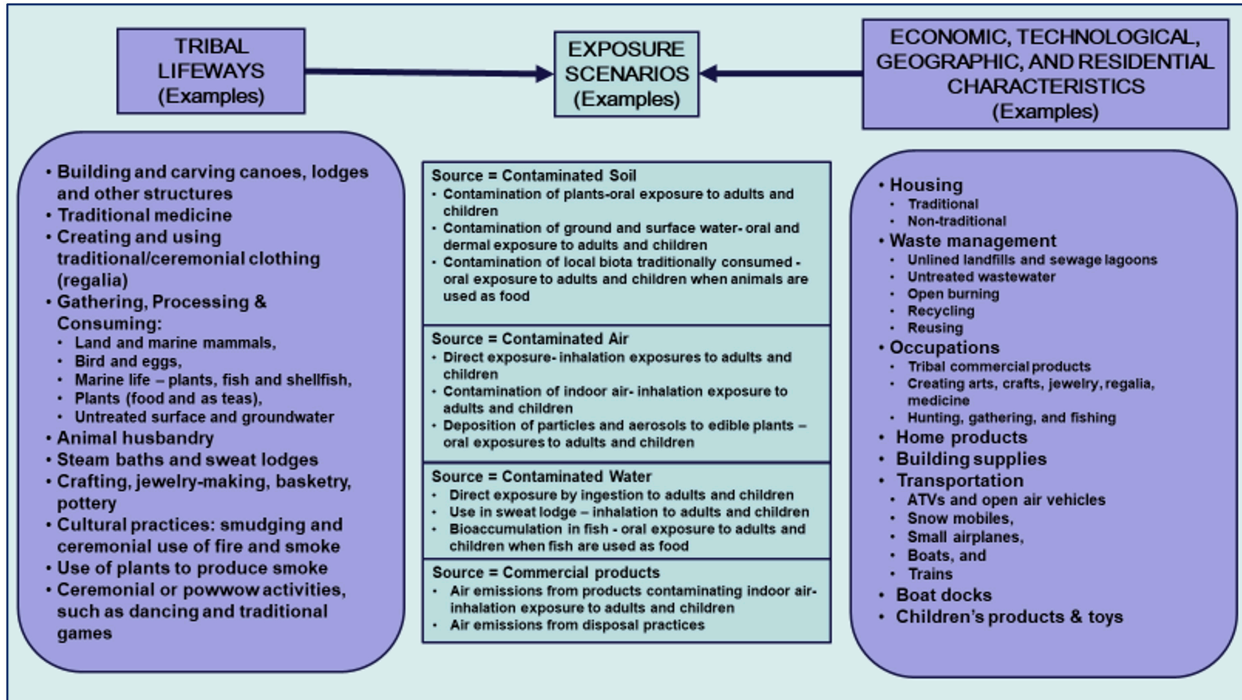 TRIBAL
LIFEWAYS
(Examples)
EXPOSURE
SCENARIOS
(Examples)
ECONOMIC, TECHNOLOGICAL,
GEOGRAPHIC, AND RESIDENTIAL
CHARACTERISTICS
(Examples)
• Building and carving canoes, lodges
and other structures
• Traditional medicine
• Creating and using
traditional/ceremonial clothing
(regalia)
• Gathering, Processing &
Consuming:
• Land and marine mammals,
• Bird and eggs,
• Marine life – plants, fish and shellfish,
• Plants (food and as teas),
• Untreated surface and groundwater
• Animal husbandry
• Steam baths and sweat lodges
• Crafting, jewelry-making, basketry,
pottery
• Cultural practices: smudging and
ceremonial use of fire and smoke
• Use of plants to produce smoke
• Ceremonial or powwow activities,
such as dancing and traditional
games
Source = Contaminated Soil
• Contamination of plants-oral exposure to adults and
children
• Contamination of ground and surface water- oral and
dermal exposure to adults and children
• Contamination of local biota traditionally consumed -
oral exposure to adults and children when animals are
used as food
Source = Contaminated Air
• Direct exposure- inhalation exposures to adults and
children
• Contamination of indoor air- inhalation exposure to
adults and children
• Deposition of particles and aerosols to edible plants –
oral exposures to adults and children
Source = Contaminated Water
• Direct exposure by ingestion to adults and children
• Use in sweat lodge – inhalation to adults and children
• Bioaccumulation in fish - oral exposure to adults and
children when fish are used as food
Source = Commercial products
• Air emissions from products contaminating indoor air-
inhalation exposure to adults and children
• Air emissions from disposal practices
• Housing
• Traditional
• Non-traditional
• Waste management
• Unlined landfills and sewage lagoons
• Untreated wastewater
• Open burning
• Recycling
• Reusing
• Occupations
• Tribal commercial products
• Creating arts, crafts, jewelry, regalia,
medicine
• Hunting, gathering, and fishing
• Home products
• Building supplies
• Transportation
• ATVs and open air vehicles
• Snow mobiles,
• Small airplanes,
• Boats, and
• Trains
• Boat docks
• Children's products & toys